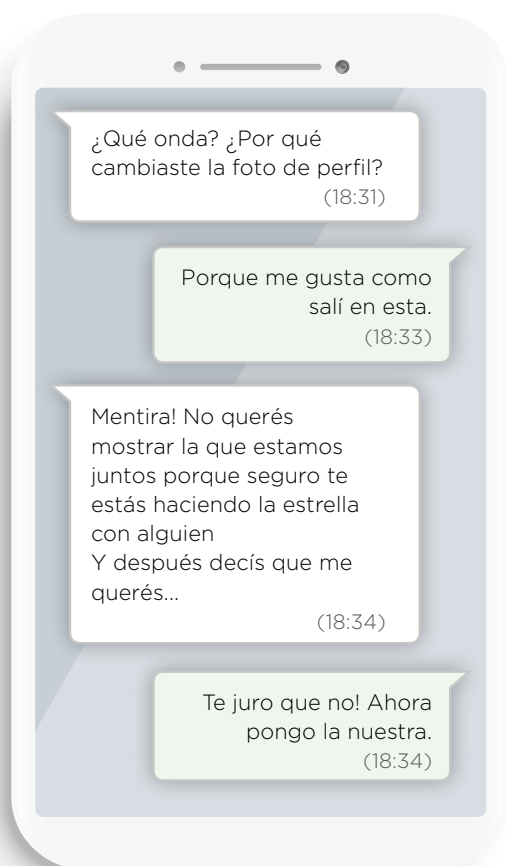 ¿Qué onda? ¿Por qué
cambiaste la foto de perfil?
(18:31)
Porque me gusta como
salí en esta.
(18:33)
Mentira! No querés
mostrar la que estamos
juntos porque seguro te
estás haciendo la estrella
con alguien
Y después decís que me
querés...
(18:34)
Te juro que no! Ahora
pongo la nuestra.
(18:34)